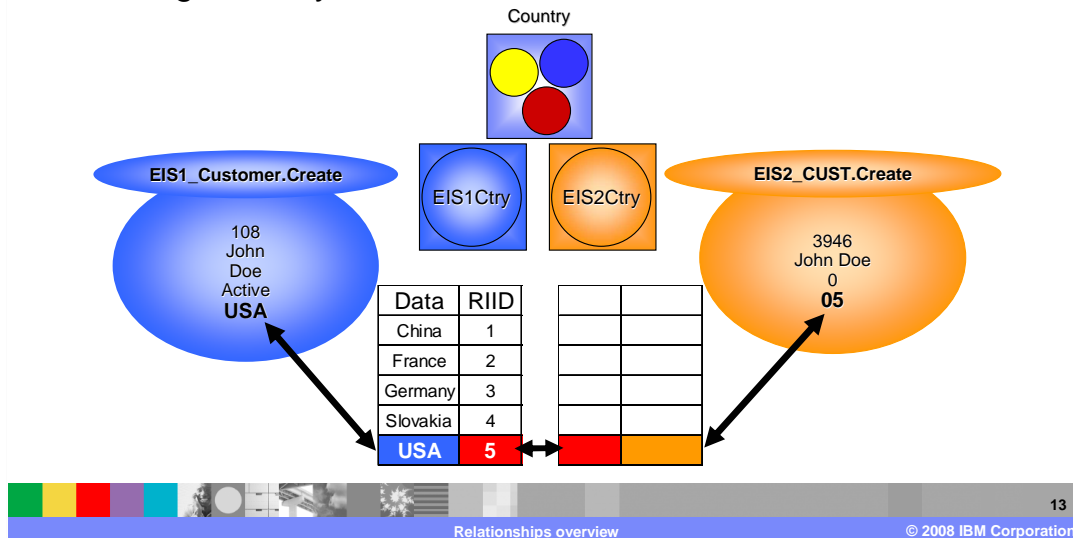 Country
EIS1_Customer.Create
EIS1Ctry
EIS2Ctry
EIS2_CUST.Create
108
John
Doe
Active
USA
3946
John Doe
0
05
Data RIID
China 1
France 2
Germany 3
Slovakia 4
USA 5
13
Relationships overview
© 2008 IBM Corporation